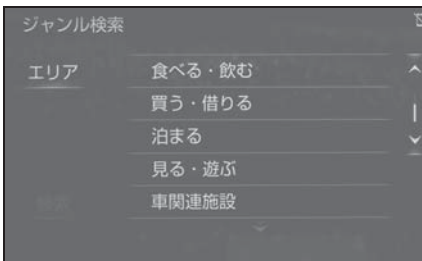 ジャンル検索
エリア
食べる・飲む
買う・借りる
泊まる
見る・遊ぶ
車関連施設